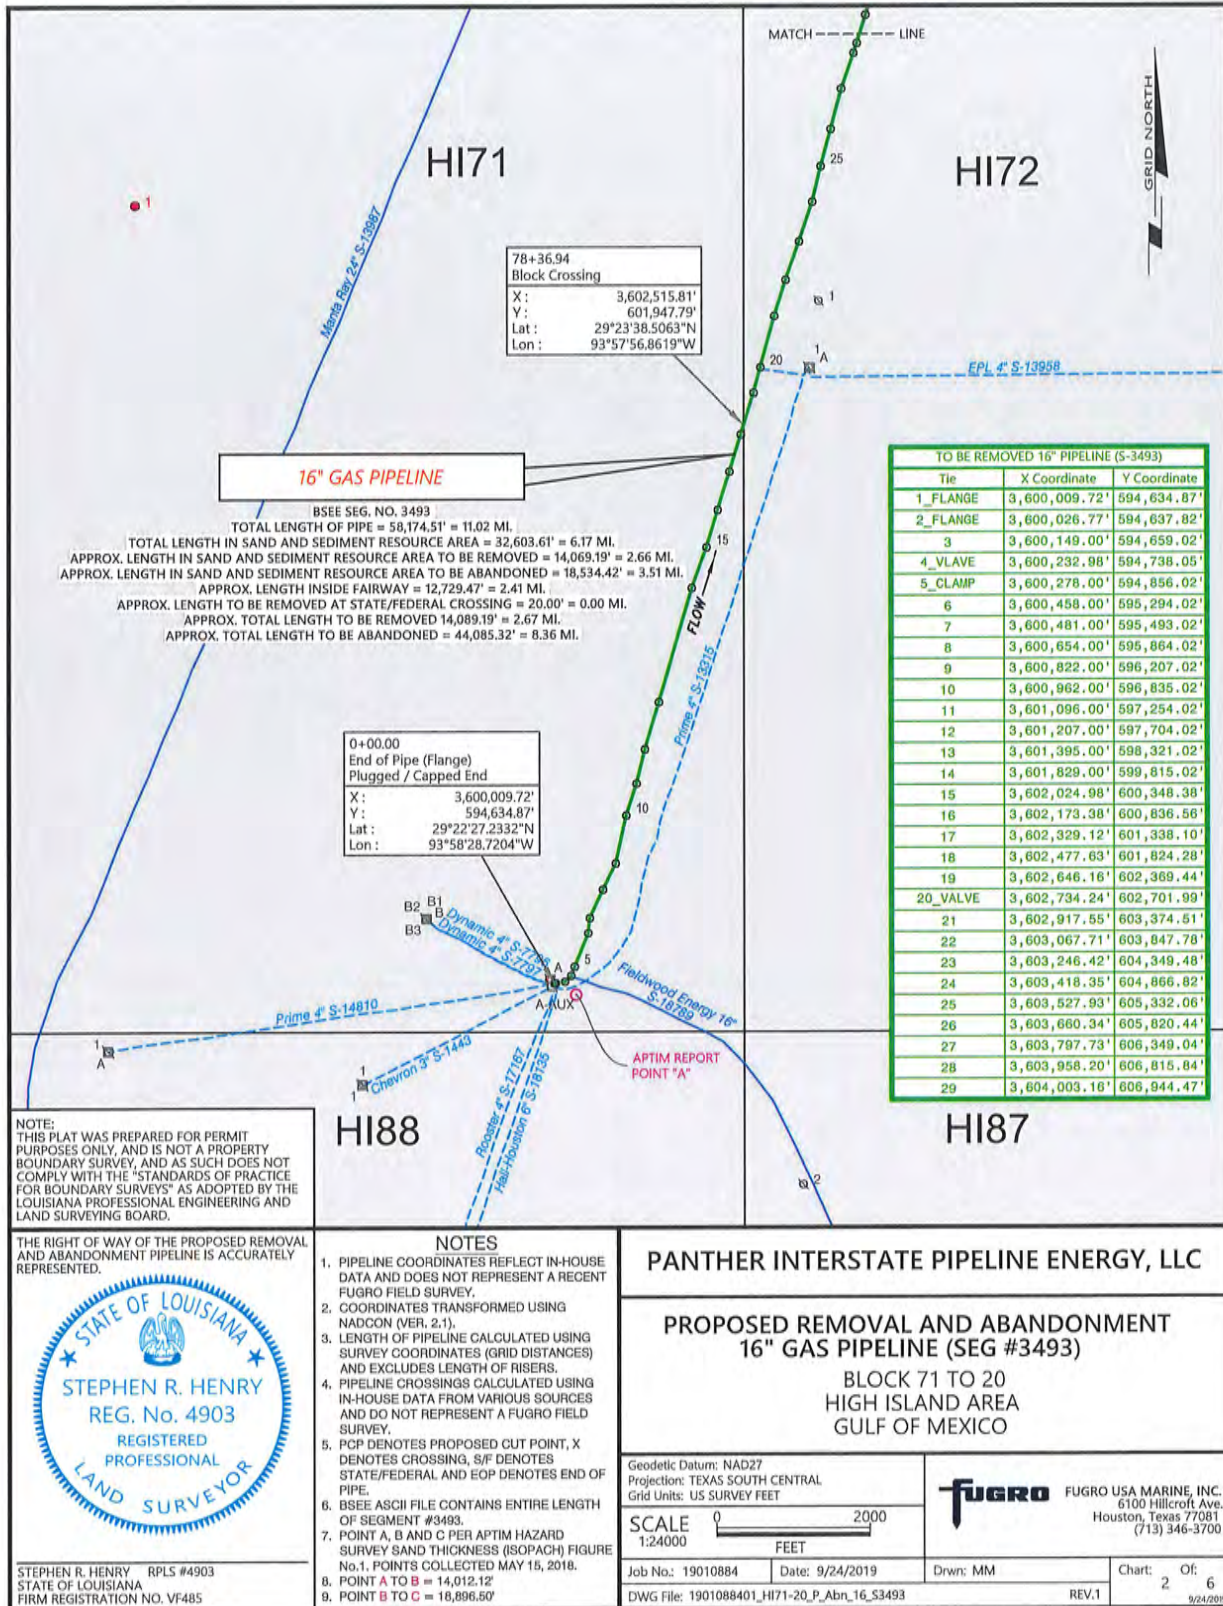 MATCH LINE
GRID NORTH
HI71
HI72
1
25
Manta Ray 24" S-13987
78+36.94
Block Crossing
X : 3,602,515.81'
Y : 601,947.79'
Lat : 29°23'38.5063"N
Lon : 93°57'56.8619"W
1
1
A
20
EPL 4" S-13958
16" GAS PIPELINE
BSEE SEG. NO. 3493
TOTAL LENGTH OF PIPE = 58,174.51' = 11.02 MI.
TOTAL LENGTH IN SAND AND SEDIMENT RESOURCE AREA = 32,603.61' = 6.17 MI.
APPROX. LENGTH IN SAND AND SEDIMENT RESOURCE AREA TO BE REMOVED = 14,069.19' = 2.66 MI.
APPROX. LENGTH IN SAND AND SEDIMENT RESOURCE AREA TO BE ABANDONED = 18,534.42' = 3.51 MI.
APPROX. LENGTH INSIDE FAIRWAY = 12,729.47' = 2.41 MI.
APPROX. LENGTH TO BE REMOVED AT STATE/FEDERAL CROSSING = 20.00' = 0.00 MI.
APPROX. TOTAL LENGTH TO BE REMOVED 14,089.19' = 2.67 MI.
APPROX. TOTAL LENGTH TO BE ABANDONED = 44,085.32' = 8.36 MI.
15
FLOW
Prime 4" S-13315
TO BE REMOVED 16" PIPELINE (S-3493)
Tie X Coordinate Y Coordinate
1_FLANGE 3,600,009.72' 594,634.87'
2_FLANGE 3,600,026.77' 594,637.82'
3 3,600,149.00' 594,659.02'
4_VLAVE 3,600,232.98' 594,738.05'
5_CLAMP 3,600,278.00' 594,856.02'
6 3,600,458.00' 595,294.02'
7 3,600,481.00' 595,493.02'
8 3,600,654.00' 595,864.02'
9 3,600,822.00' 596,207.02'
10 3,600,962.00' 596,835.02'
11 3,601,096.00' 597,254.02'
12 3,601,207.00' 597,704.02'
13 3,601,395.00' 598,321.02'
14 3,601,829.00' 599,815.02'
15 3,602,024.98' 600,348.38'
16 3,602,173.38' 600,836.56'
17 3,602,329.12' 601,338.10'
18 3,602,477.63' 601,824.28'
19 3,602,646.16' 602,369.44'
20_VALVE 3,602,734.24' 602,701.99'
21 3,602,917.55' 603,374.51'
22 3,603,067.71' 603,847.78'
23 3,603,246.42' 604,349.48'
24 3,603,418.35' 604,866.82'
25 3,603,527.93' 605,332.06'
26 3,603,660.34' 605,820.44'
27 3,603,797.73' 606,349.04'
28 3,603,958.20' 606,815.84'
29 3,604,003.16' 606,944.47'
0+00.00
End of Pipe (Flange)
Plugged / Capped End
X : 3,600,009.72'
Y : 594,634.87'
Lat : 29°22'27.2332"N
Lon : 93°58'28.7204"W
10
B2 B1
B
B3
Dynamic 4" S-7796
Dynamic 4" S-7797
A
5
A-AUX
Fieldwood Energy 16"
S-18789
Prime 4" S-14810
1
A
Chevron 3" S-1443
1
1
Rooster 4" S-17167
Hall-Houston 6" S-18135
APTIM REPORT
POINT "A"
HI88
HI87
2
NOTE:
THIS PLAT WAS PREPARED FOR PERMIT
PURPOSES ONLY, AND IS NOT A PROPERTY
BOUNDARY SURVEY, AND AS SUCH DOES NOT
COMPLY WITH THE "STANDARDS OF PRACTICE
FOR BOUNDARY SURVEYS" AS ADOPTED BY THE
LOUISIANA PROFESSIONAL ENGINEERING AND
LAND SURVEYING BOARD.
THE RIGHT OF WAY OF THE PROPOSED REMOVAL
AND ABANDONMENT PIPELINE IS ACCURATELY
REPRESENTED.
STATE OF LOUISIANA
STEPHEN R. HENRY
REG. No. 4903
REGISTERED
PROFESSIONAL
LAND SURVEYOR
STEPHEN R. HENRY RPLS #4903
STATE OF LOUISIANA
FIRM REGISTRATION NO. VF485
NOTES
1. PIPELINE COORDINATES REFLECT IN-HOUSE
DATA AND DOES NOT REPRESENT A RECENT
FUGRO FIELD SURVEY.
2. COORDINATES TRANSFORMED USING
NADCON (VER. 2.1).
3. LENGTH OF PIPELINE CALCULATED USING
SURVEY COORDINATES (GRID DISTANCES)
AND EXCLUDES LENGTH OF RISERS.
4. PIPELINE CROSSINGS CALCULATED USING
IN-HOUSE DATA FROM VARIOUS SOURCES
AND DO NOT REPRESENT A FUGRO FIELD
SURVEY.
5. PCP DENOTES PROPOSED CUT POINT, X
DENOTES CROSSING, S/F DENOTES
STATE/FEDERAL AND EOP DENOTES END OF
PIPE.
6. BSEE ASCII FILE CONTAINS ENTIRE LENGTH
OF SEGMENT #3493.
7. POINT A, B AND C PER APTIM HAZARD
SURVEY SAND THICKNESS (ISOPACH) FIGURE
No.1. POINTS COLLECTED MAY 15, 2018.
8. POINT A TO B = 14,012.12'
9. POINT B TO C = 18,896.50'
PANTHER INTERSTATE PIPELINE ENERGY, LLC
PROPOSED REMOVAL AND ABANDONMENT
16" GAS PIPELINE (SEG #3493)
BLOCK 71 TO 20
HIGH ISLAND AREA
GULF OF MEXICO
Geodetic Datum: NAD27
Projection: TEXAS SOUTH CENTRAL
Grid Units: US SURVEY FEET
SCALE
1:24000
0 2000
FEET
FUGRO
FUGRO USA MARINE, INC.
6100 Hillcroft Ave.
Houston, Texas 77081
(713) 346-3700
Job No.: 19010884 Date: 9/24/2019 Drwn: MM Chart: 2 Of: 6
DWG File: 1901088401_HI71-20_P_Abn_16_S3493 REV.1